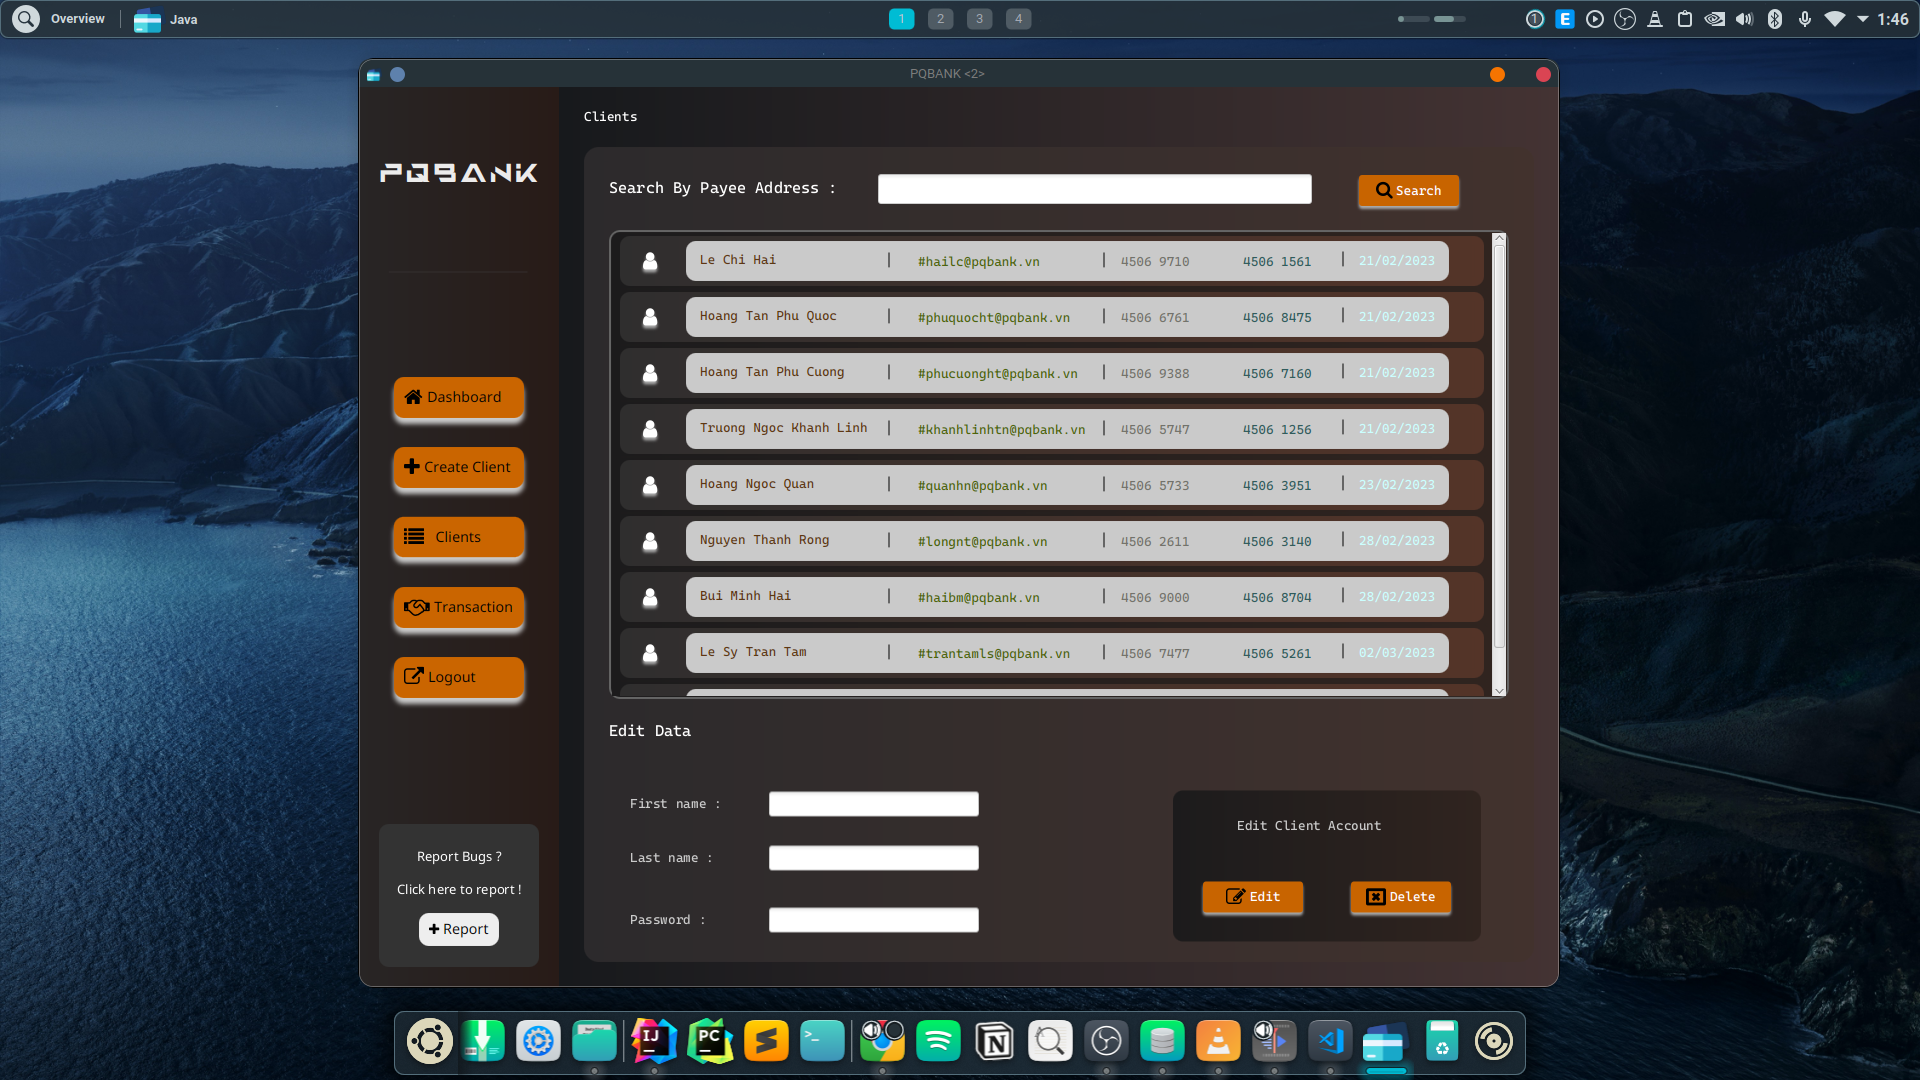 Overview Java 1 2 3 4 1 E 1:46
PQBANK <2>
PQBANK
Dashboard
Create Client
Clients
Transaction
Logout
Report Bugs ?
Click here to report !
Report
Clients
Search By Payee Address : Search
Le Chi Hai | #hailc@pqbank.vn | 4506 9710 4506 1561 | 21/02/2023
Hoang Tan Phu Quoc | #phuquocht@pqbank.vn | 4506 6761 4506 8475 | 21/02/2023
Hoang Tan Phu Cuong | #phucuonght@pqbank.vn | 4506 9388 4506 7160 | 21/02/2023
Truong Ngoc Khanh Linh | #khanhlinhtn@pqbank.vn | 4506 5747 4506 1256 | 21/02/2023
Hoang Ngoc Quan | #quanhn@pqbank.vn | 4506 5733 4506 3951 | 23/02/2023
Nguyen Thanh Rong | #longnt@pqbank.vn | 4506 2611 4506 3140 | 28/02/2023
Bui Minh Hai | #haibm@pqbank.vn | 4506 9000 4506 8704 | 28/02/2023
Le Sy Tran Tam | #trantamls@pqbank.vn | 4506 7477 4506 5261 | 02/03/2023
Edit Data
First name :
Last name :
Password :
Edit Client Account
Edit Delete
IJ PC >_ N